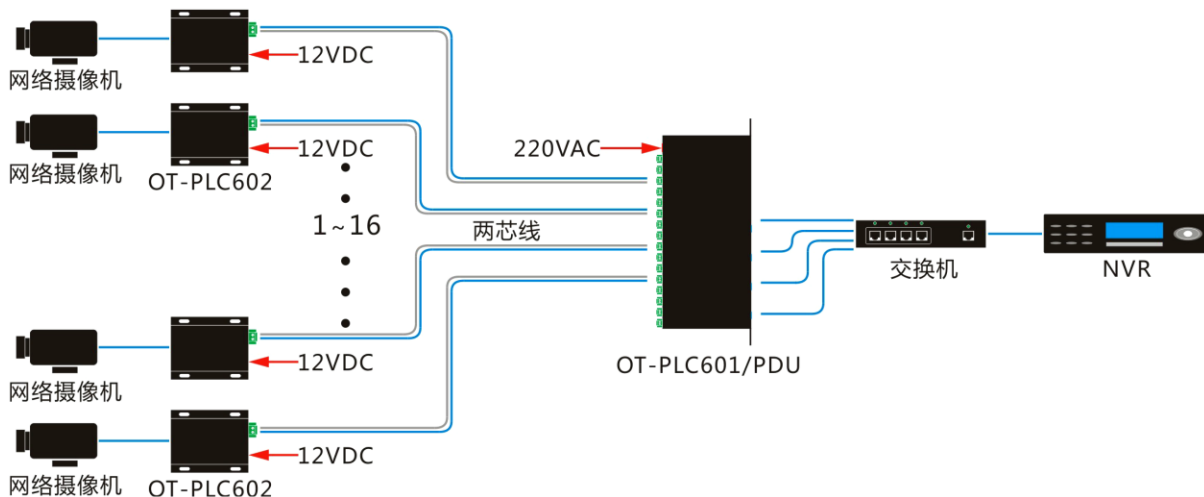 12VDC
网络摄像机
220VAC
12VDC
网络摄像机
OT-PLC602
1~16
两芯线
交换机
NVR
12VDC
OT-PLC601/PDU
网络摄像机
12VDC
网络摄像机
OT-PLC602